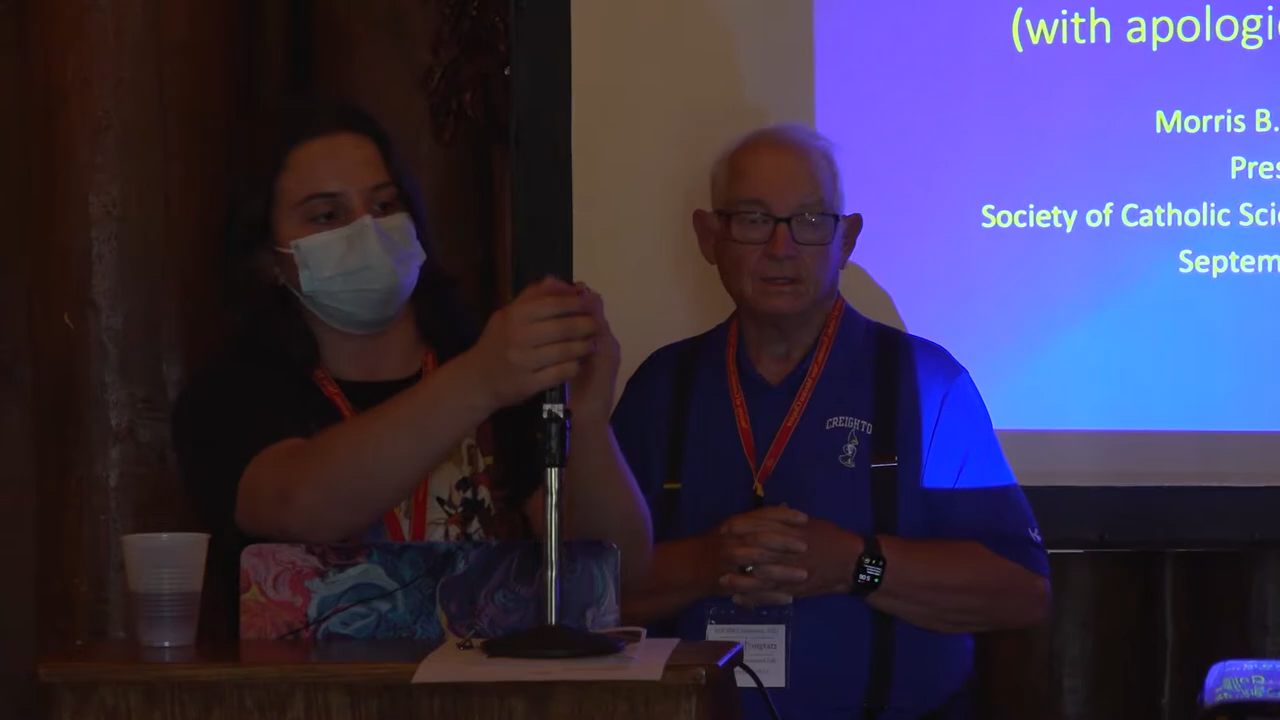 (with apologi
Morris B.
Pres
Society of Catholic Sci
Septem
CREIGHTO